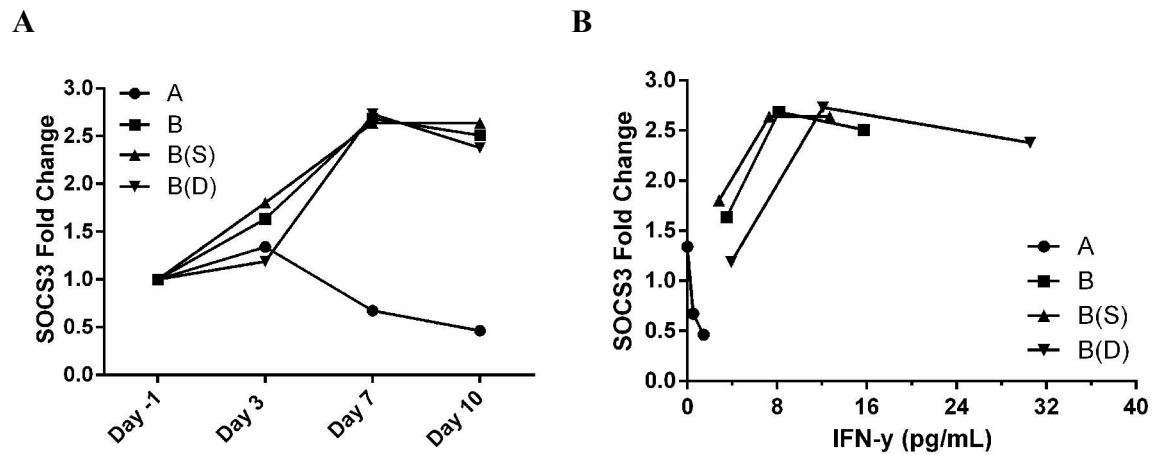 A
SOCS3 Fold Change
3.0
2.5
2.0
1.5
1.0
0.5
0.0
A
B
B(S)
B(D)
Day -1
Day 3
Day 7
Day 10
B
SOCS3 Fold Change
3.0
2.5
2.0
1.5
1.0
0.5
0.0
A
B
B(S)
B(D)
0 8 16 24 32 40
IFN-y (pg/mL)